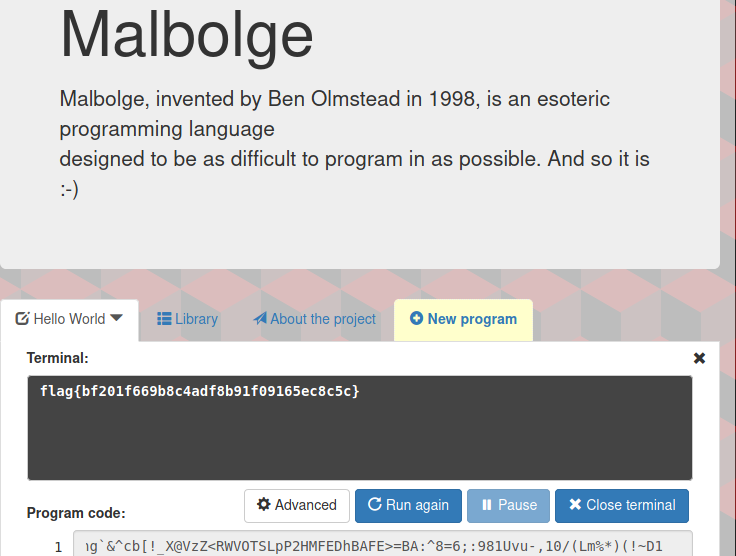 Malbolge
Malbolge, invented by Ben Olmstead in 1998, is an esoteric
programming language
designed to be as difficult to program in as possible. And so it is
:-)
Hello World Library About the project New program
Terminal:
flag{bf201f669b8c4adf8b91f09165ec8c5c}
Advanced Run again Pause Close terminal
Program code:
1 g`&^cb[!_X@VzZ<RWVOTSLpP2HMFEDhBAFE>=BA:^8=6;:981Uvu-,10/(Lm%*)(!~D1